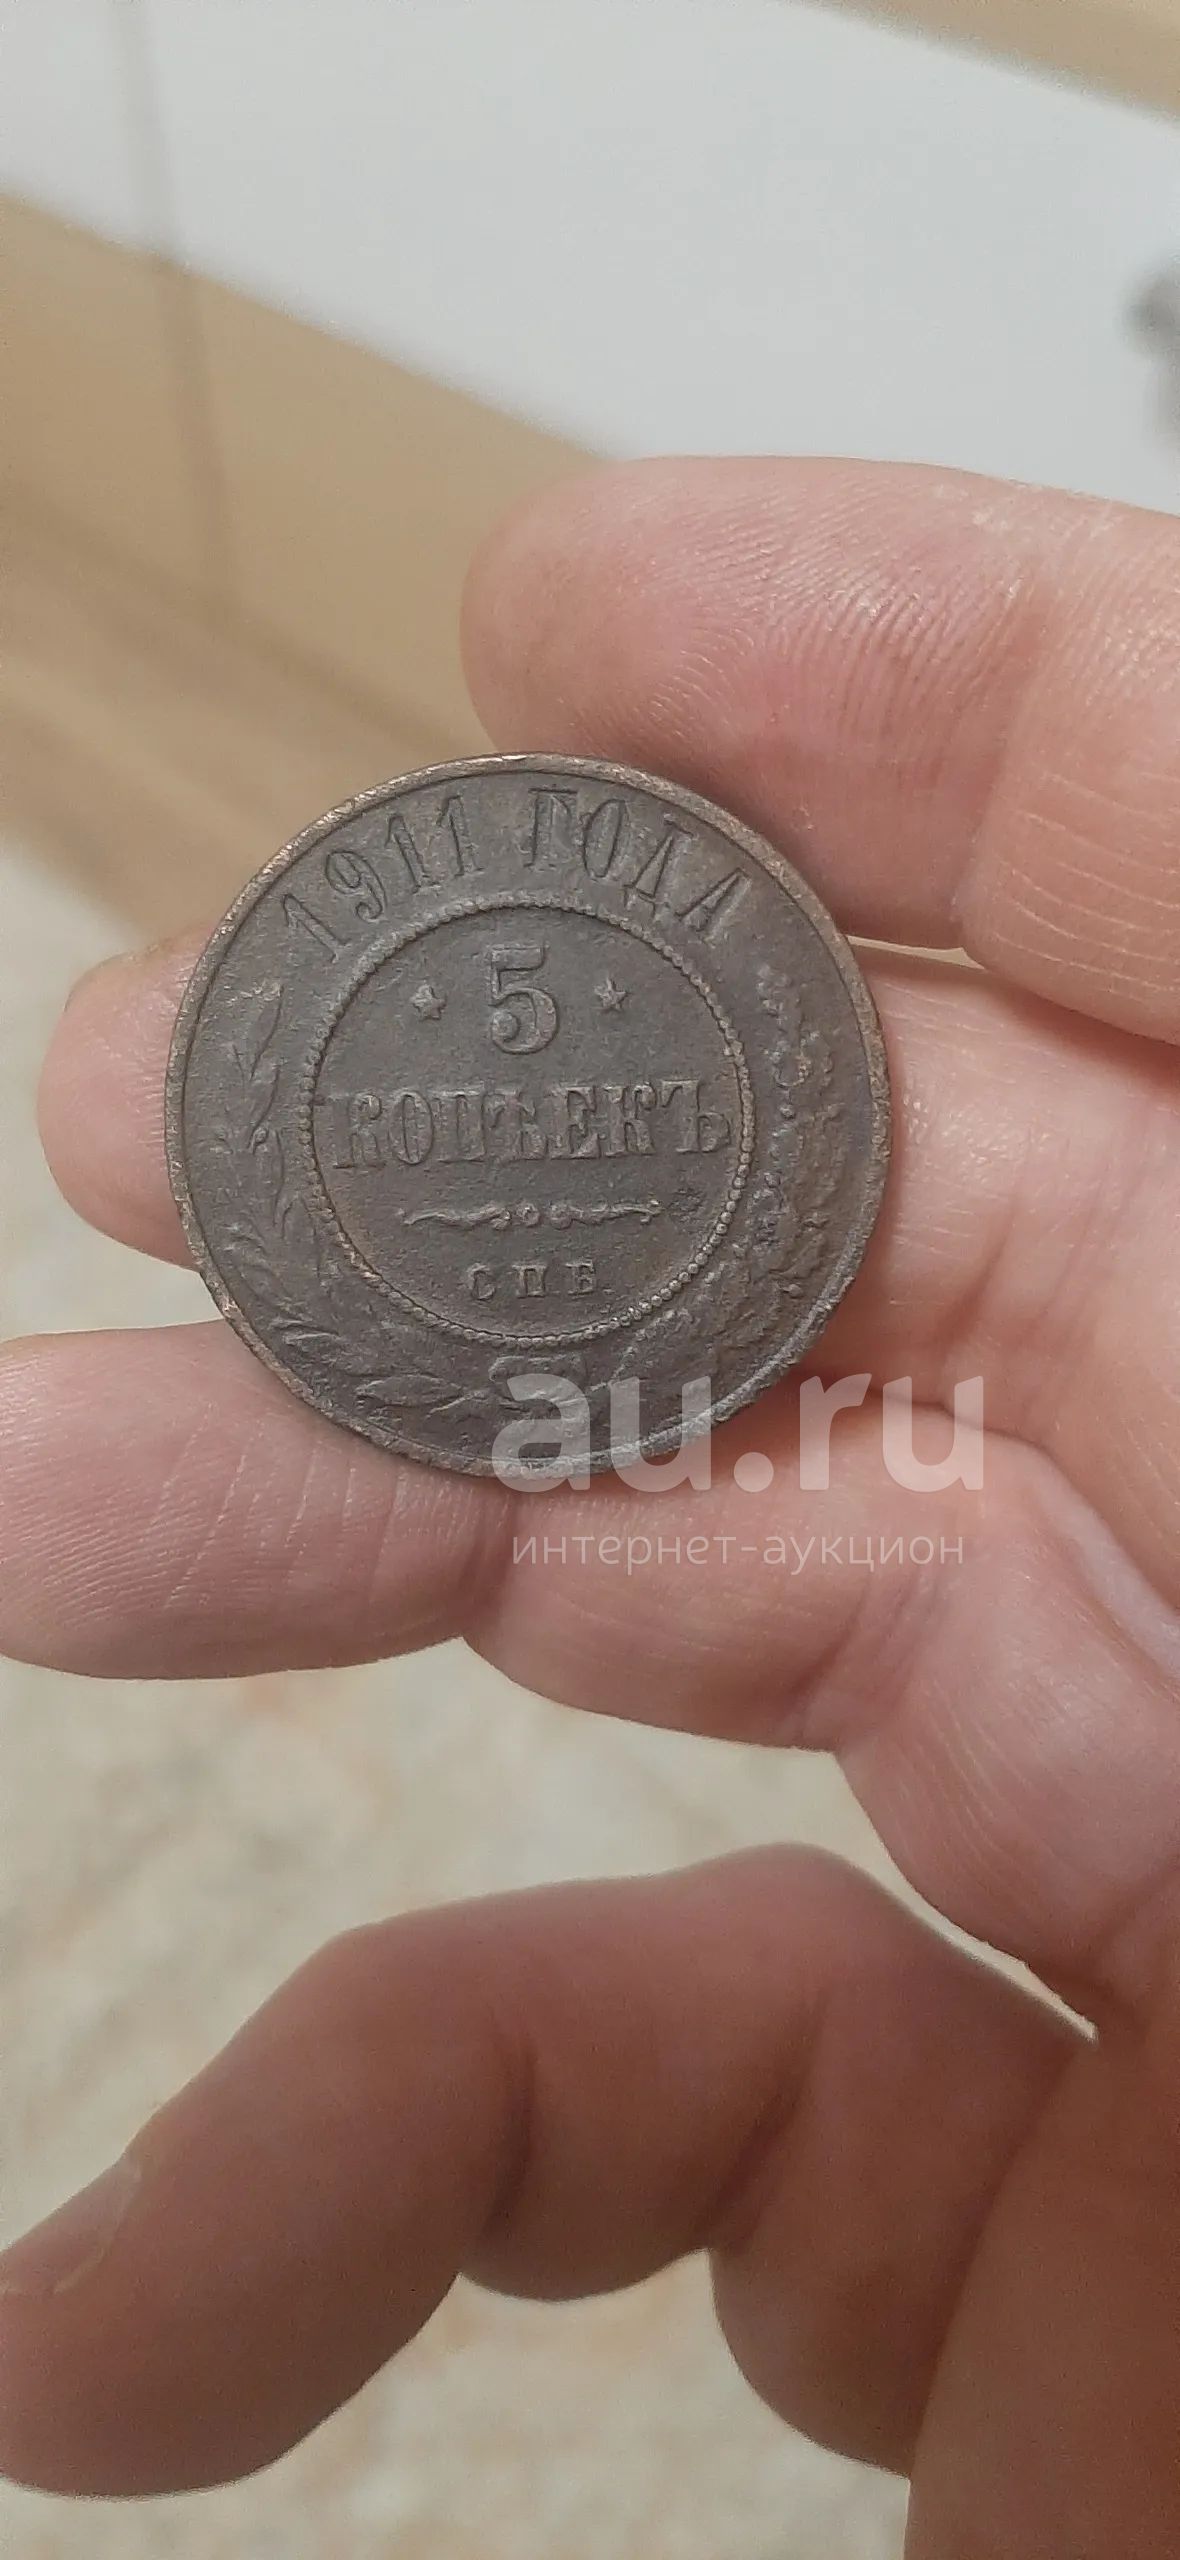 1911 ГОДА
5
КОПѢЕКЪ
СПБ.
au.ru
интернет-аукцион